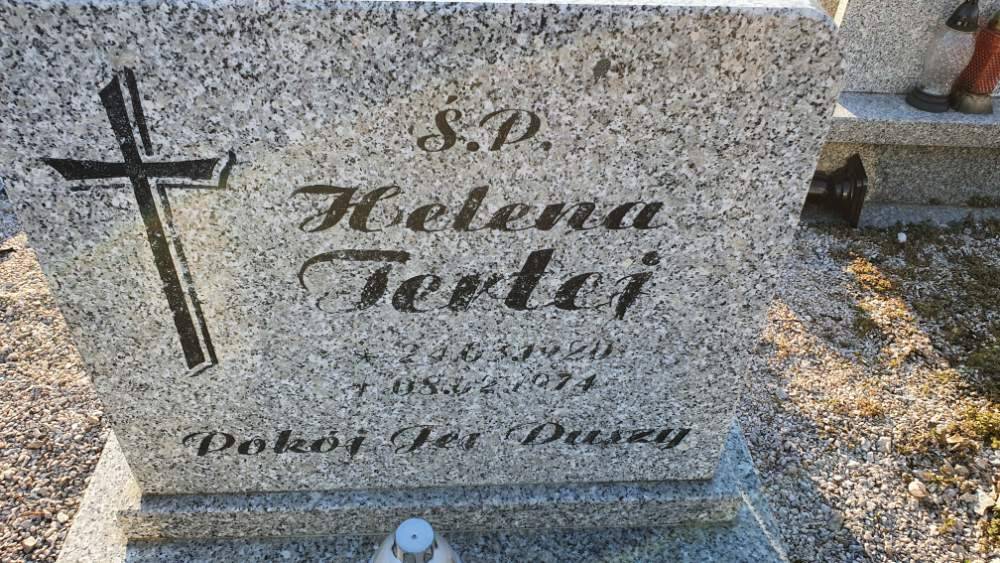 Ś.P.
Helena
Tertej
* 24.03.1920
+ 08.02.1974
Pokój Jej Duszy